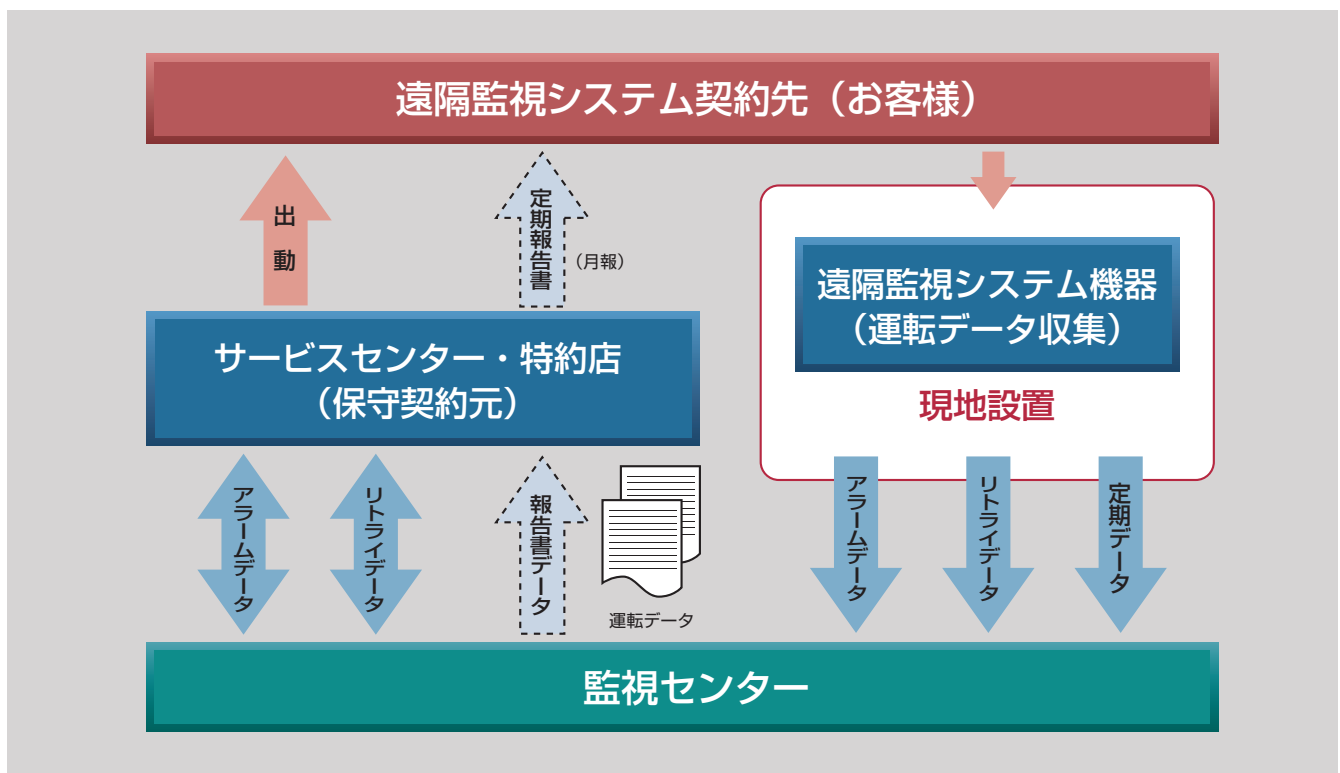 遠隔監視システム契約先（お客様）
出動
定期報告書
（月報）
遠隔監視システム機器
（運転データ収集）
現地設置
サービスセンター・特約店
（保守契約元）
アラームデータ
リトライデータ
報告書データ
運転データ
アラームデータ
リトライデータ
定期データ
監視センター